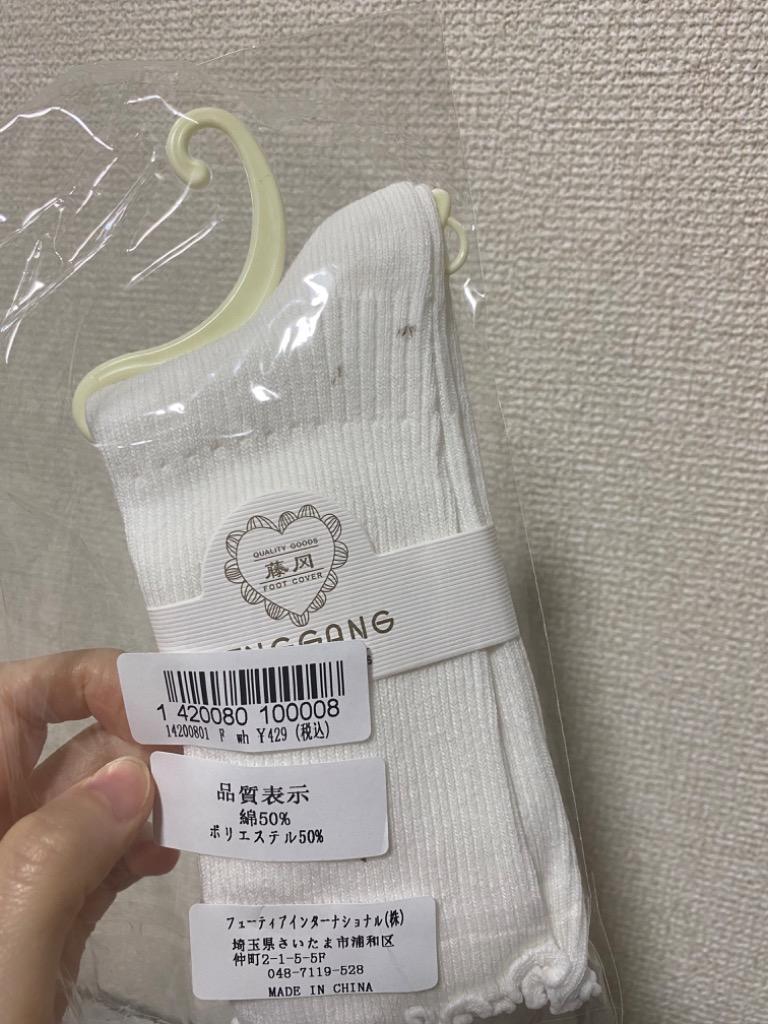 QUALITY GOODS
藤冈
FOOT COVER
NGGANG
1 420080 100008
14200801 F wh ¥429 (税込)
品質表示
綿50%
ポリエステル50%
フューティアインターナショナル(株)
埼玉県さいたま市浦和区
仲町2-1-5-5F
048-7119-528
MADE IN CHINA